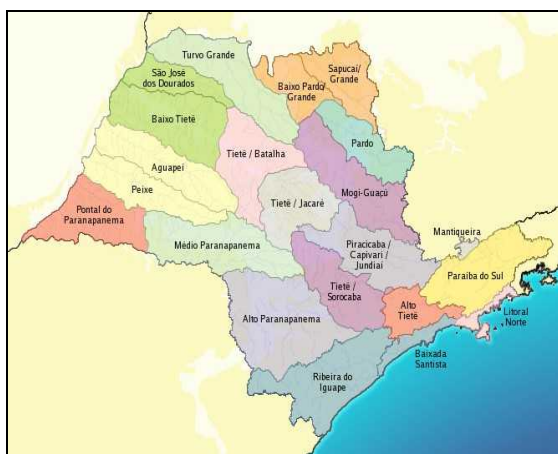 Turvo Grande
Sapucaí/
Grande
São José
dos Dourados
Baixo Pardo/
Grande
Baixo Tietê
Pardo
Tietê / Batalha
Aguapeí
Mogi-Guaçú
Peixe
Tietê / Jacaré
Pontal do
Paranapanema
Médio Paranapanema
Mantiqueira
Piracicaba /
Capivari /
Jundiaí
Paraíba do Sul
Tietê /
Sorocaba
Alto
Tietê
Litoral
Norte
Alto Paranapanema
Baixada
Santista
Ribeira do
Iguape